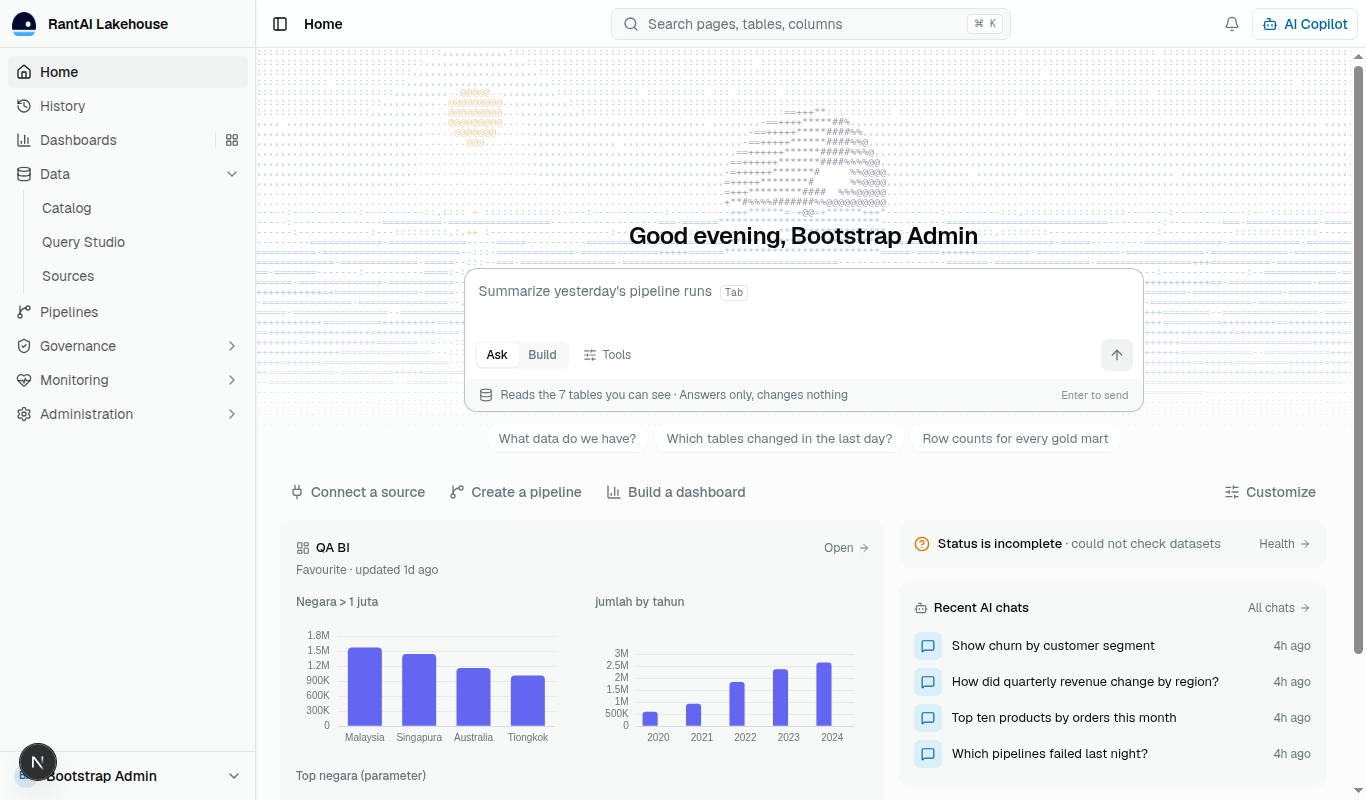 RantAI Lakehouse
Home
Search pages, tables, columns
⌘ K
AI Copilot
Home
History
Dashboards
Data
Catalog
Query Studio
Sources
Pipelines
Governance
Monitoring
Administration
Good evening, Bootstrap Admin
Summarize yesterday's pipeline runs Tab
Ask Build Tools
Reads the 7 tables you can see · Answers only, changes nothing
Enter to send
What data do we have?
Which tables changed in the last day?
Row counts for every gold mart
Connect a source
Create a pipeline
Build a dashboard
Customize
QA BI
Open
Favourite · updated 1d ago
Negara > 1 juta
1.8M
1.5M
1.2M
900K
600K
300K
0
Malaysia Singapura Australia Tiongkok
jumlah by tahun
3M
2.5M
2M
1.5M
1M
500K
0
2020 2021 2022 2023 2024
Top negara (parameter)
Status is incomplete · could not check datasets
Health
Recent AI chats
All chats
Show churn by customer segment 4h ago
How did quarterly revenue change by region? 4h ago
Top ten products by orders this month 4h ago
Which pipelines failed last night? 4h ago
N
Bootstrap Admin